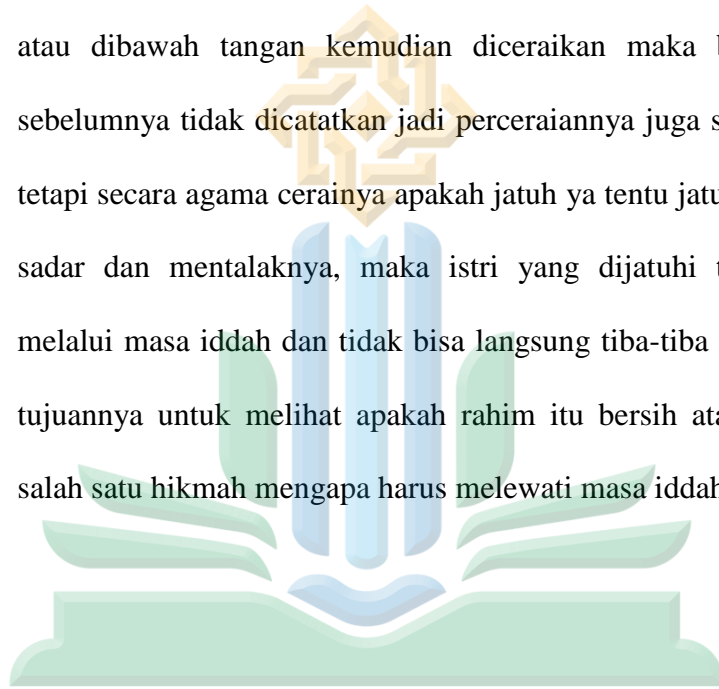 atau dibawah tangan kemudian diceraikan maka
sebelumnya tidak dicatatkan jadi perceraiannya juga
tetapi secara agama cerainya apakah jatuh ya tentu
sadar dan mentalaknya, maka istri yang dijatuhi
melalui masa iddah dan tidak bisa langsung tiba-tiba
tujuannya untuk melihat apakah rahim itu bersih
salah satu hikmah mengapa harus melewati masa iddah